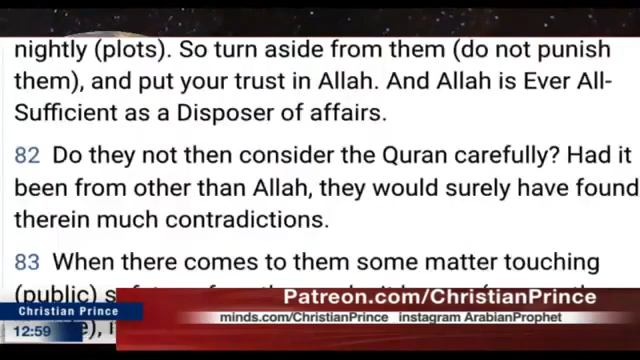 nightly (plots). So turn aside from them (do not punish
them), and put your trust in Allah. And Allah is Ever All-
Sufficient as a Disposer of affairs.
82 Do they not then consider the Quran carefully? Had it
been from other than Allah, they would surely have found
therein much contradictions.
83 When there comes to them some matter touching
(public)
Patreon.com/ChristianPrince
Christian Prince
minds.com/ChristianPrince instagram ArabianProphet
12:59